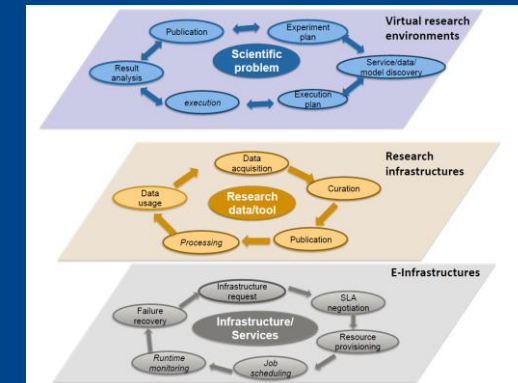 Virtual research
environments
Publication
Experiment
plan
Scientific
problem
Result
analysis
Service/data/
model discovery
execution
Execution
plan
Research
infrastructures
Data
acquisition
Data
usage
Research
data/tool
Curation
Processing
Publication
E-Infrastructures
Infrastructure
request
SLA
negotiation
Failure
recovery
Infrastructure/
Services
Resource
provisioning
Runtime
monitoring
Job
scheduling